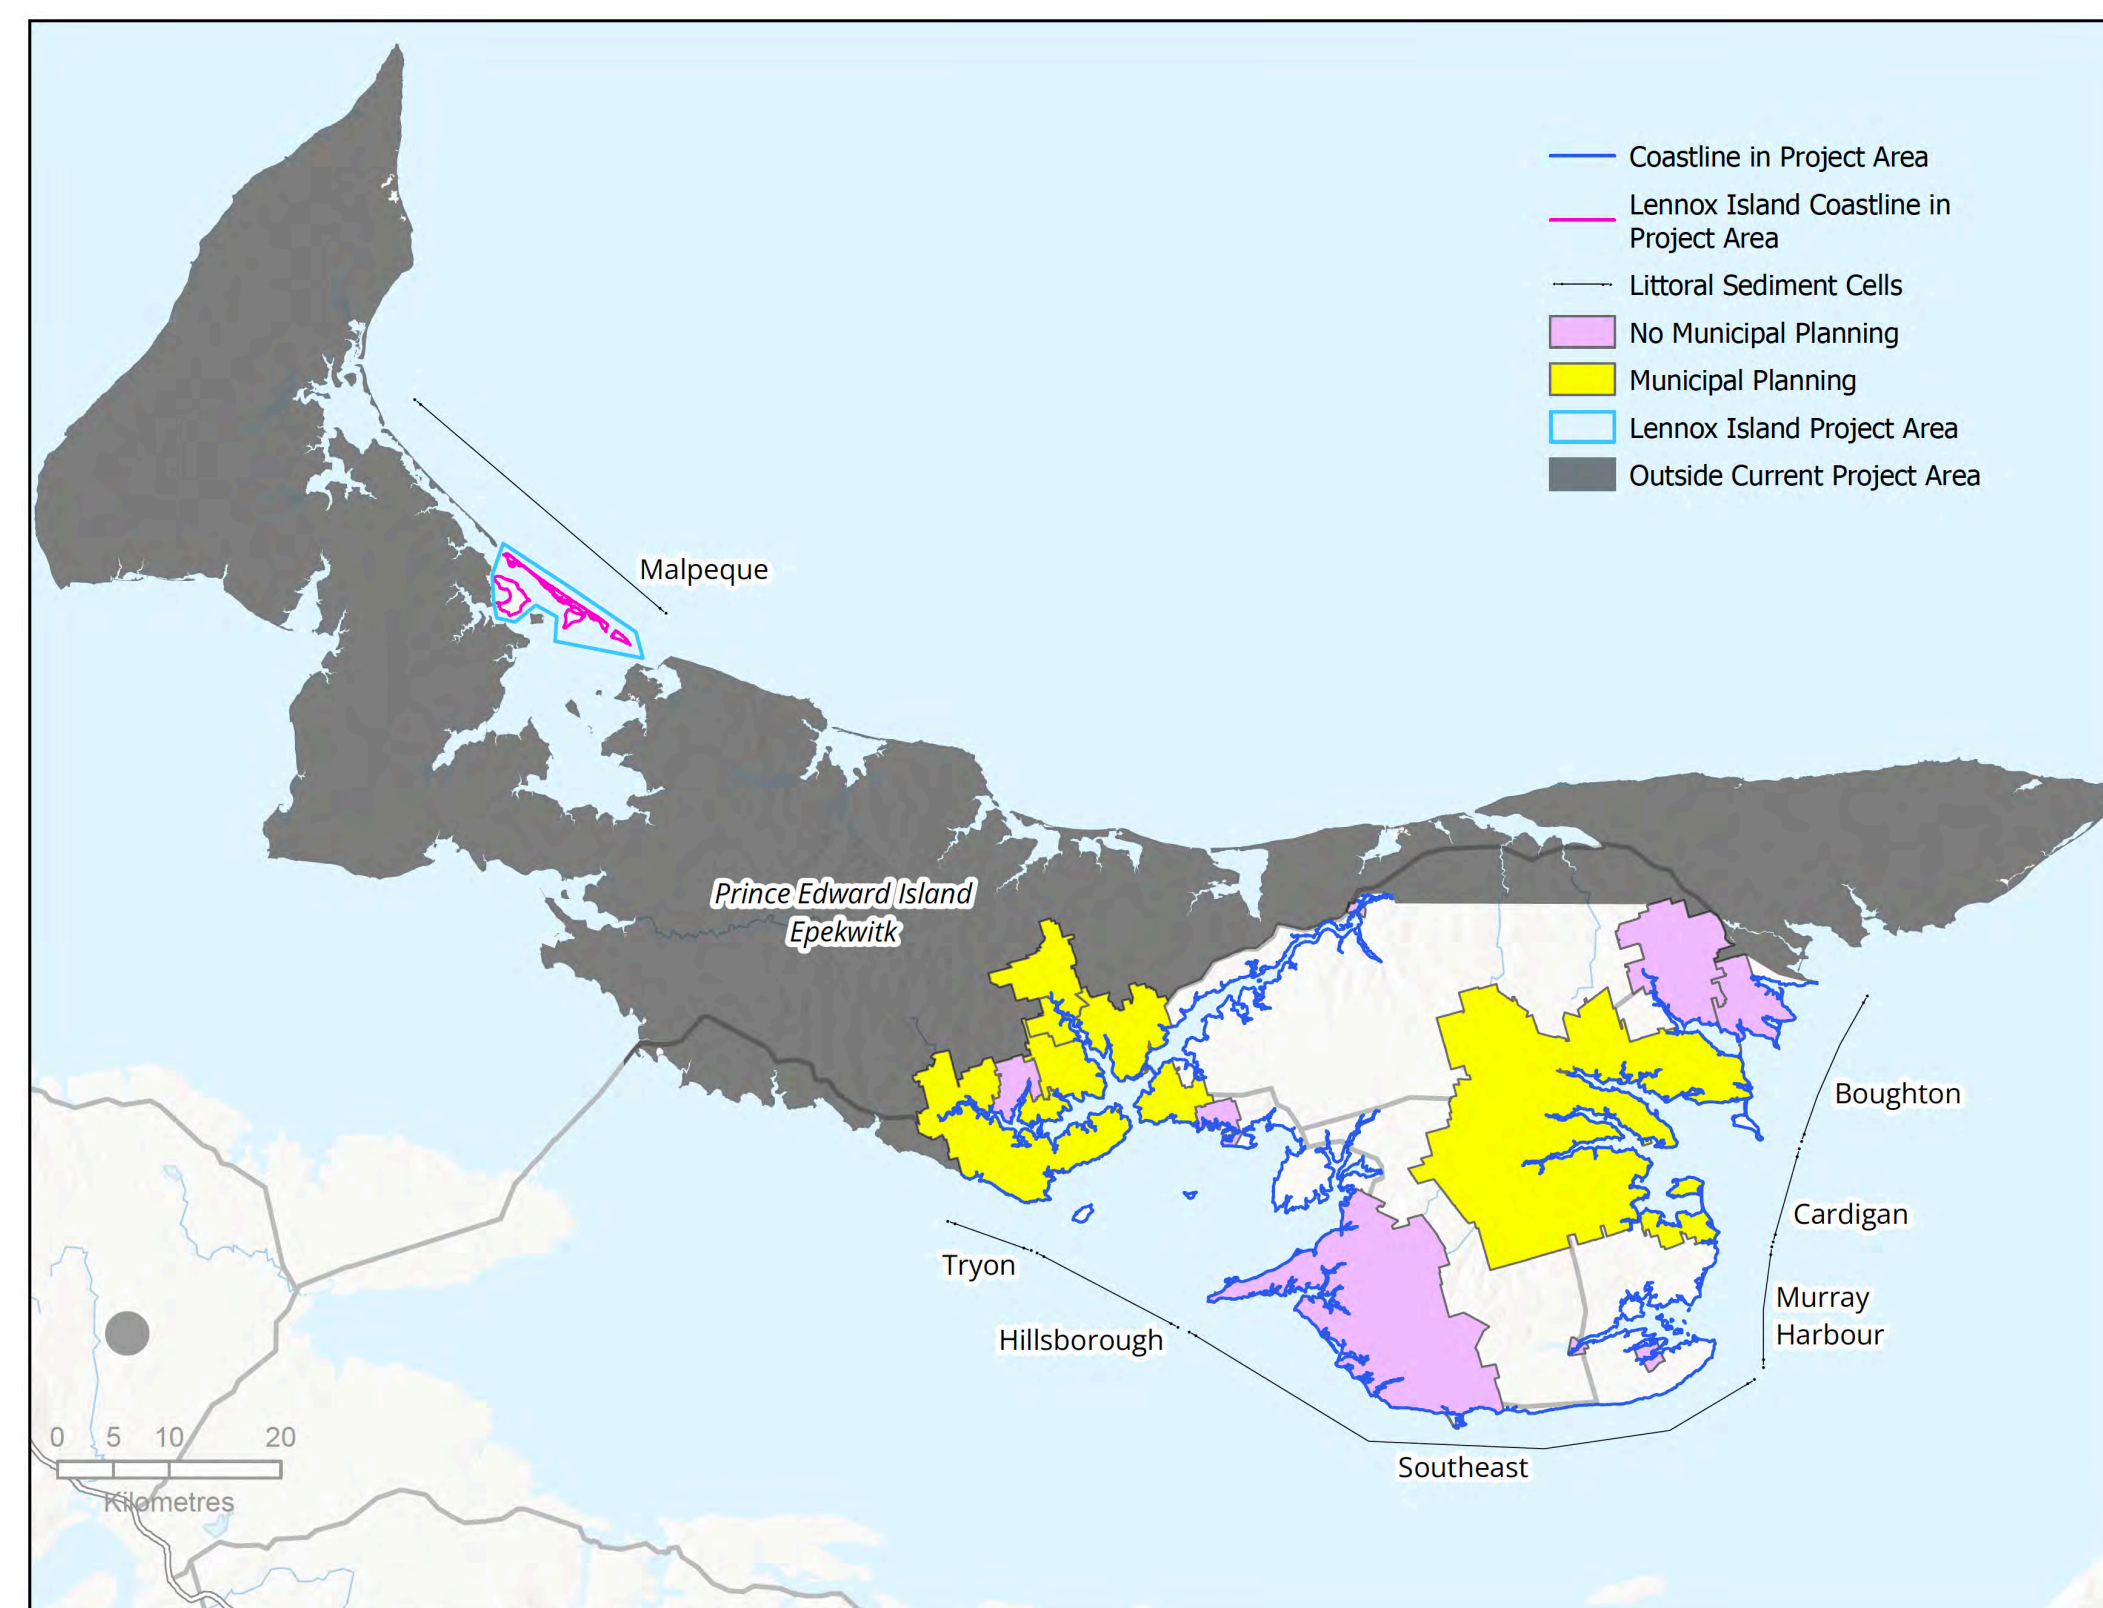 Coastline in Project Area
Lennox Island Coastline in
Project Area
Littoral Sediment Cells
No Municipal Planning
Municipal Planning
Lennox Island Project Area
Outside Current Project Area
Malpeque
Prince Edward Island
Epekwitk
Boughton
Cardigan
Tryon
Murray
Harbour
Hillsborough
Southeast
0 5 10 20
Kilometres